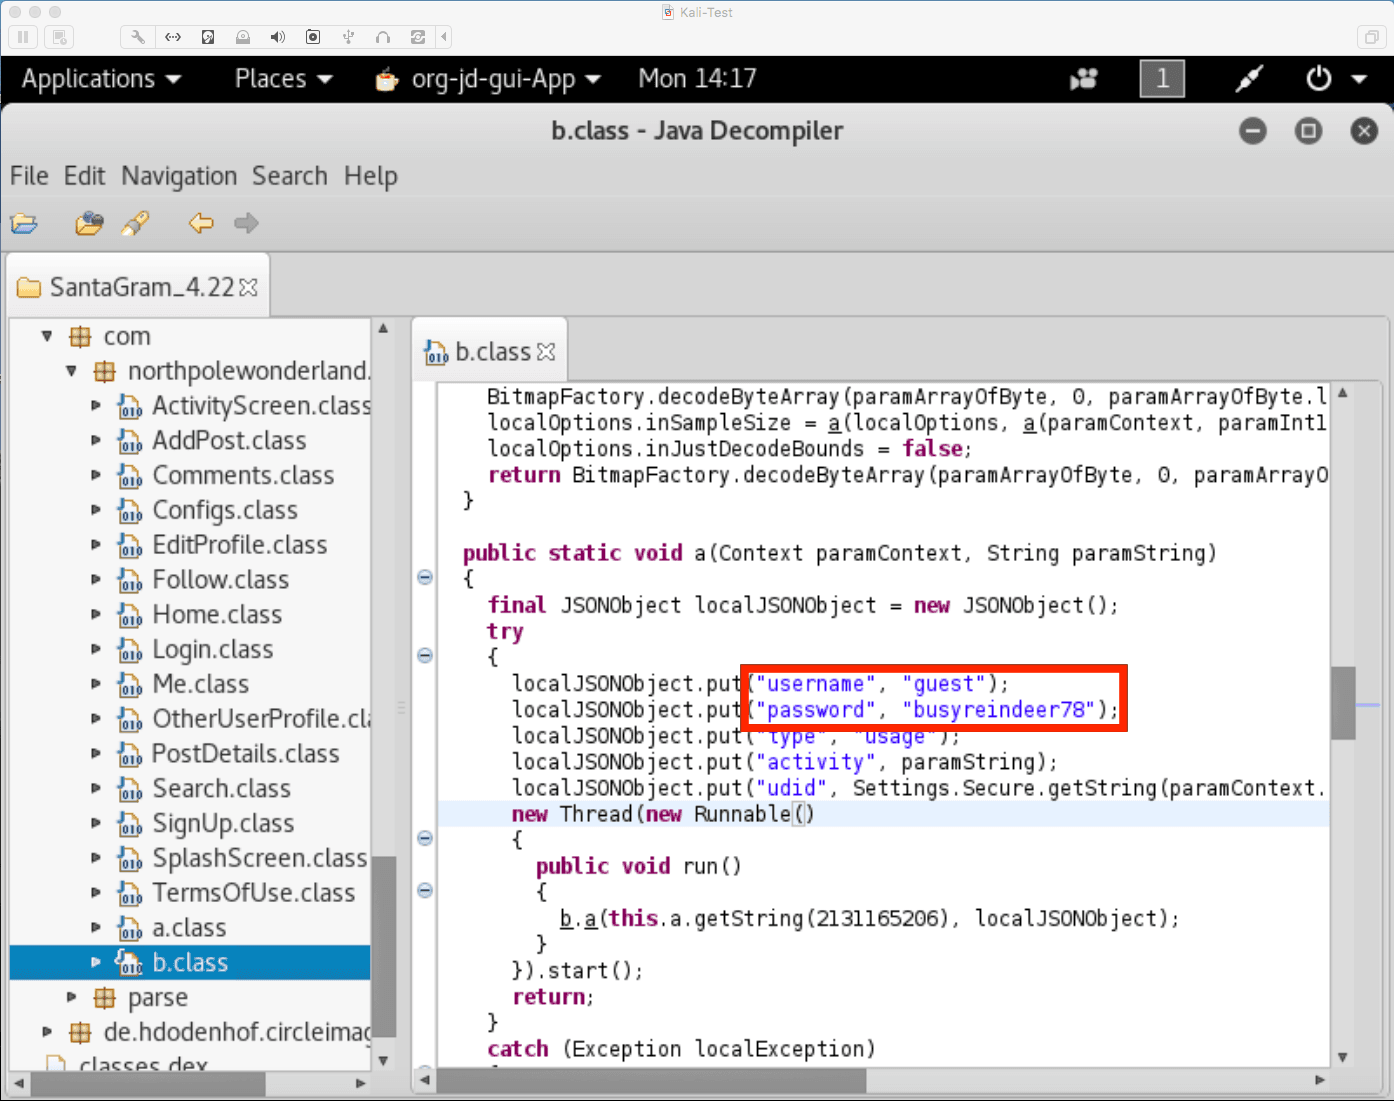 Kali-Test
Applications Places org-jd-gui-App Mon 14:17 1
b.class - Java Decompiler
File Edit Navigation Search Help
SantaGram_4.22
com
northpolewonderland.
ActivityScreen.class
AddPost.class
Comments.class
Configs.class
EditProfile.class
Follow.class
Home.class
Login.class
Me.class
OtherUserProfile.cla
PostDetails.class
Search.class
SignUp.class
SplashScreen.class
TermsOfUse.class
a.class
b.class
parse
de.hdodenhof.circleimag
classes.dex
b.class
BitmapFactory.decodeByteArray(paramArrayOfByte, 0, paramArrayOfByte.l
localOptions.inSampleSize = a(localOptions, a(paramContext, paramInt1
localOptions.inJustDecodeBounds = false;
return BitmapFactory.decodeByteArray(paramArrayOfByte, 0, paramArrayO
}
public static void a(Context paramContext, String paramString)
{
final JSONObject localJSONObject = new JSONObject();
try
{
localJSONObject.put("username", "guest");
localJSONObject.put("password", "busyreindeer78");
localJSONObject.put("type", "usage");
localJSONObject.put("activity", paramString);
localJSONObject.put("udid", Settings.Secure.getString(paramContext.
new Thread(new Runnable()
{
public void run()
{
b.a(this.a.getString(2131165206), localJSONObject);
}
}).start();
return;
}
catch (Exception localException)